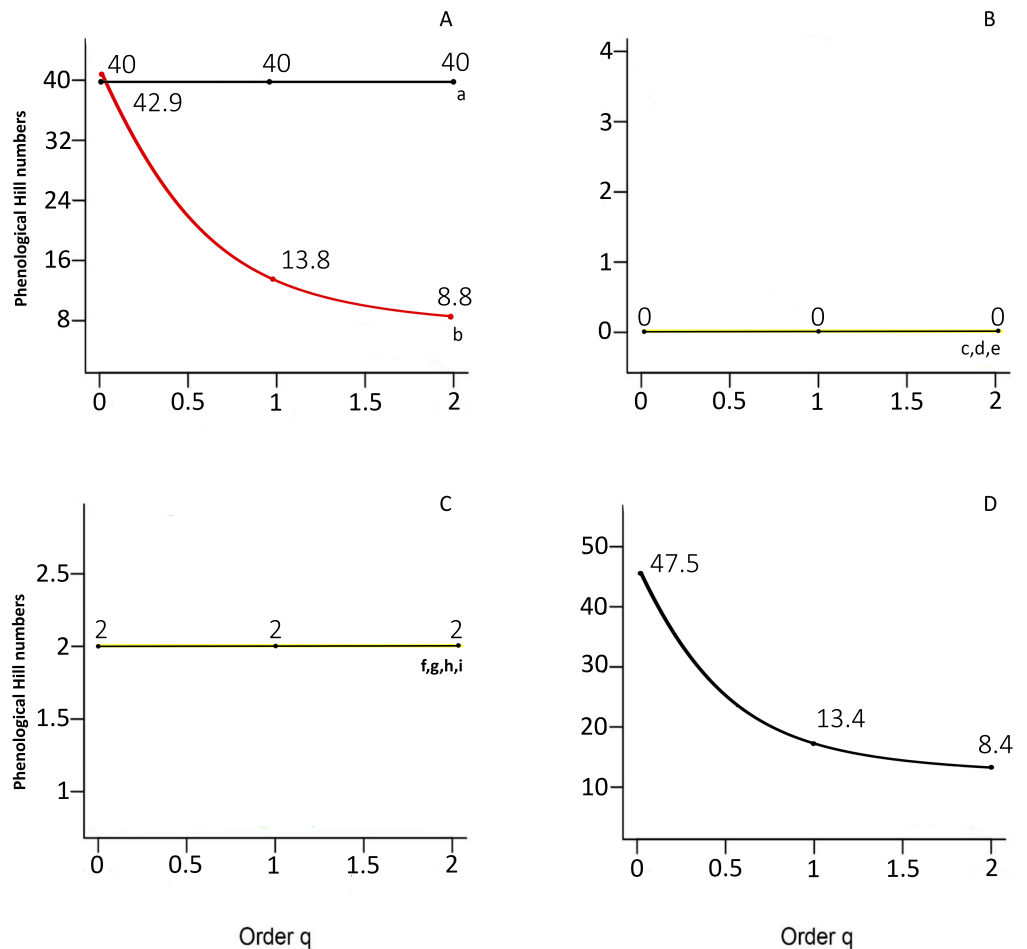 A
Phenological Hill numbers
40
32
24
16
8
40
40
40
42.9
a
13.8
8.8
b
0 0.5 1 1.5 2
B
4
3
2
1
0
0 0 0
c,d,e
0 0.5 1 1.5 2
C
Phenological Hill numbers
2.5
2
1.5
1
2 2 2
f,g,h,i
0 0.5 1 1.5 2
Order q
D
50
40
30
20
10
47.5
13.4
8.4
0 0.5 1 1.5 2
Order q